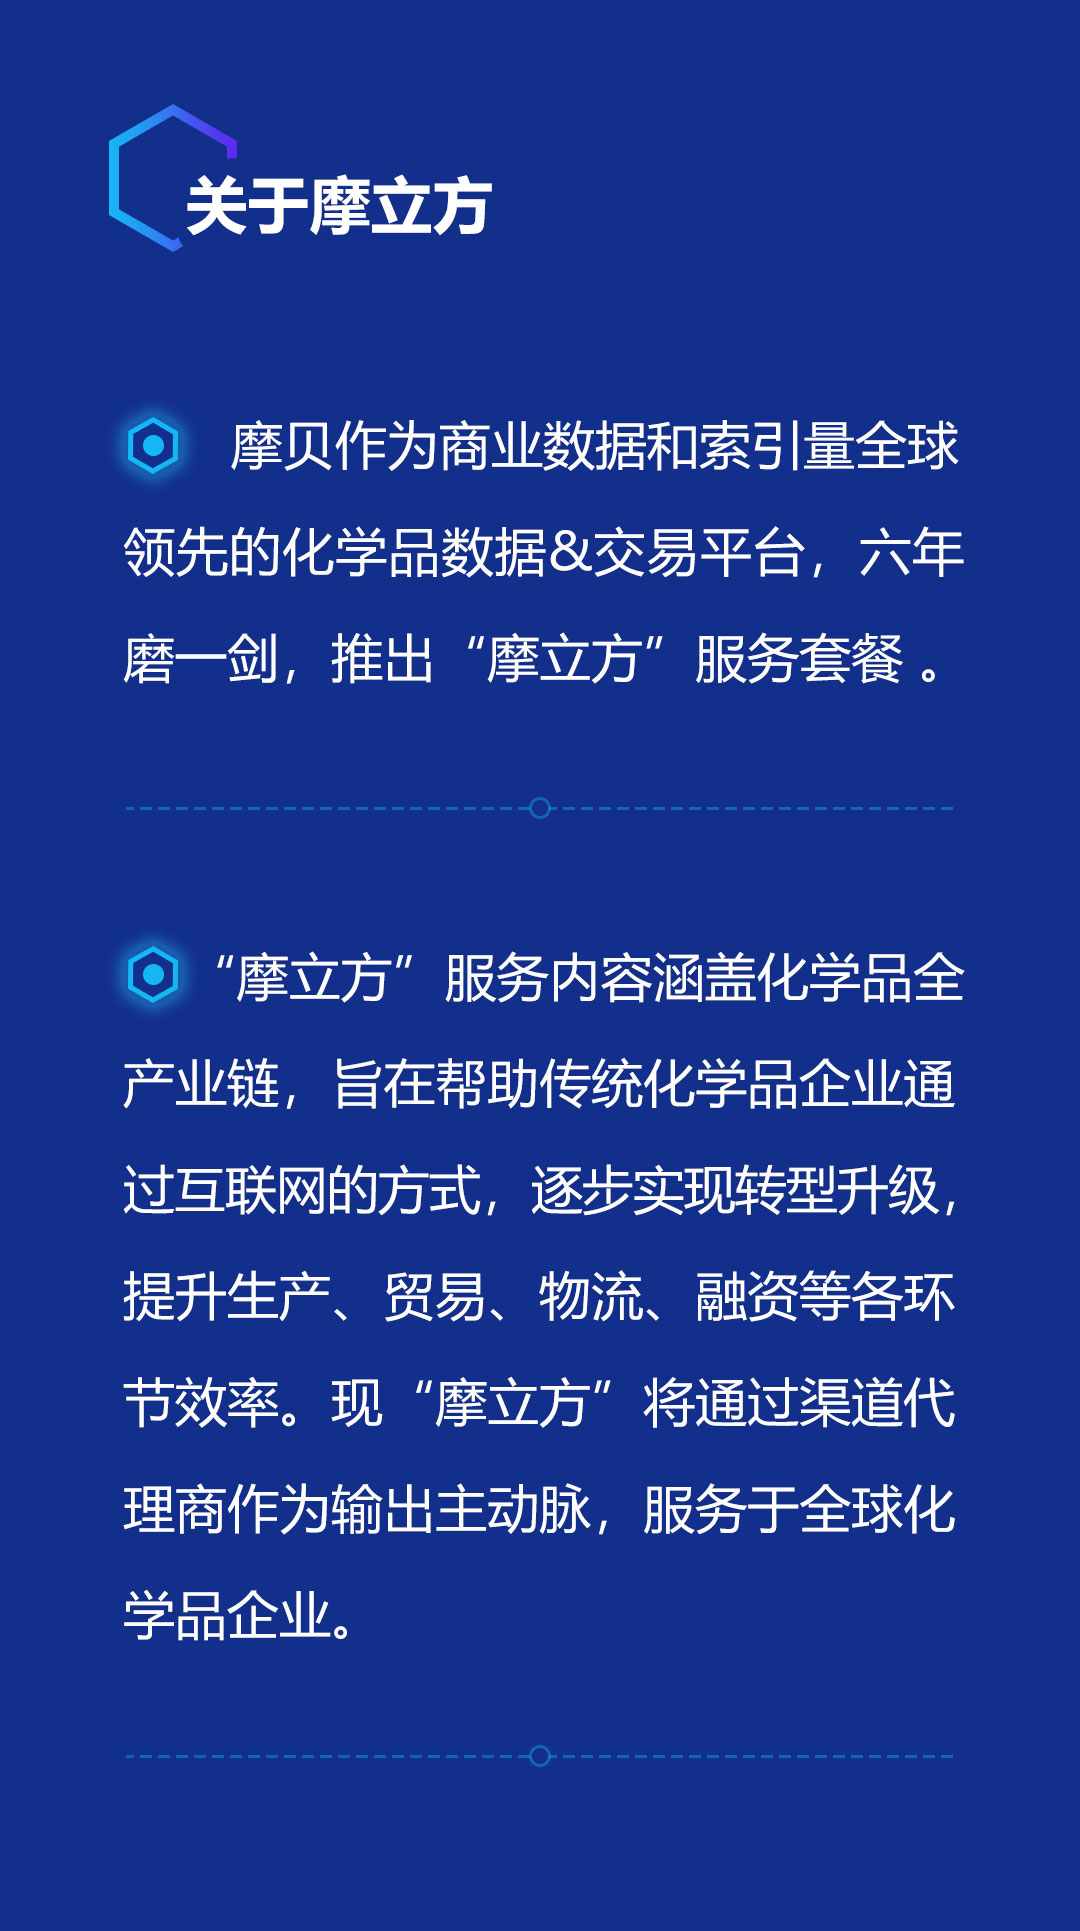 关于摩立方
摩贝作为商业数据和索引量全球
领先的化学品数据&交易平台，六年
磨一剑，推出“摩立方”服务套餐 。
“摩立方”服务内容涵盖化学品全
产业链，旨在帮助传统化学品企业通
过互联网的方式，逐步实现转型升级，
提升生产、贸易、物流、融资等各环
节效率。现“摩立方”将通过渠道代
理商作为输出主动脉，服务于全球化
学品企业。